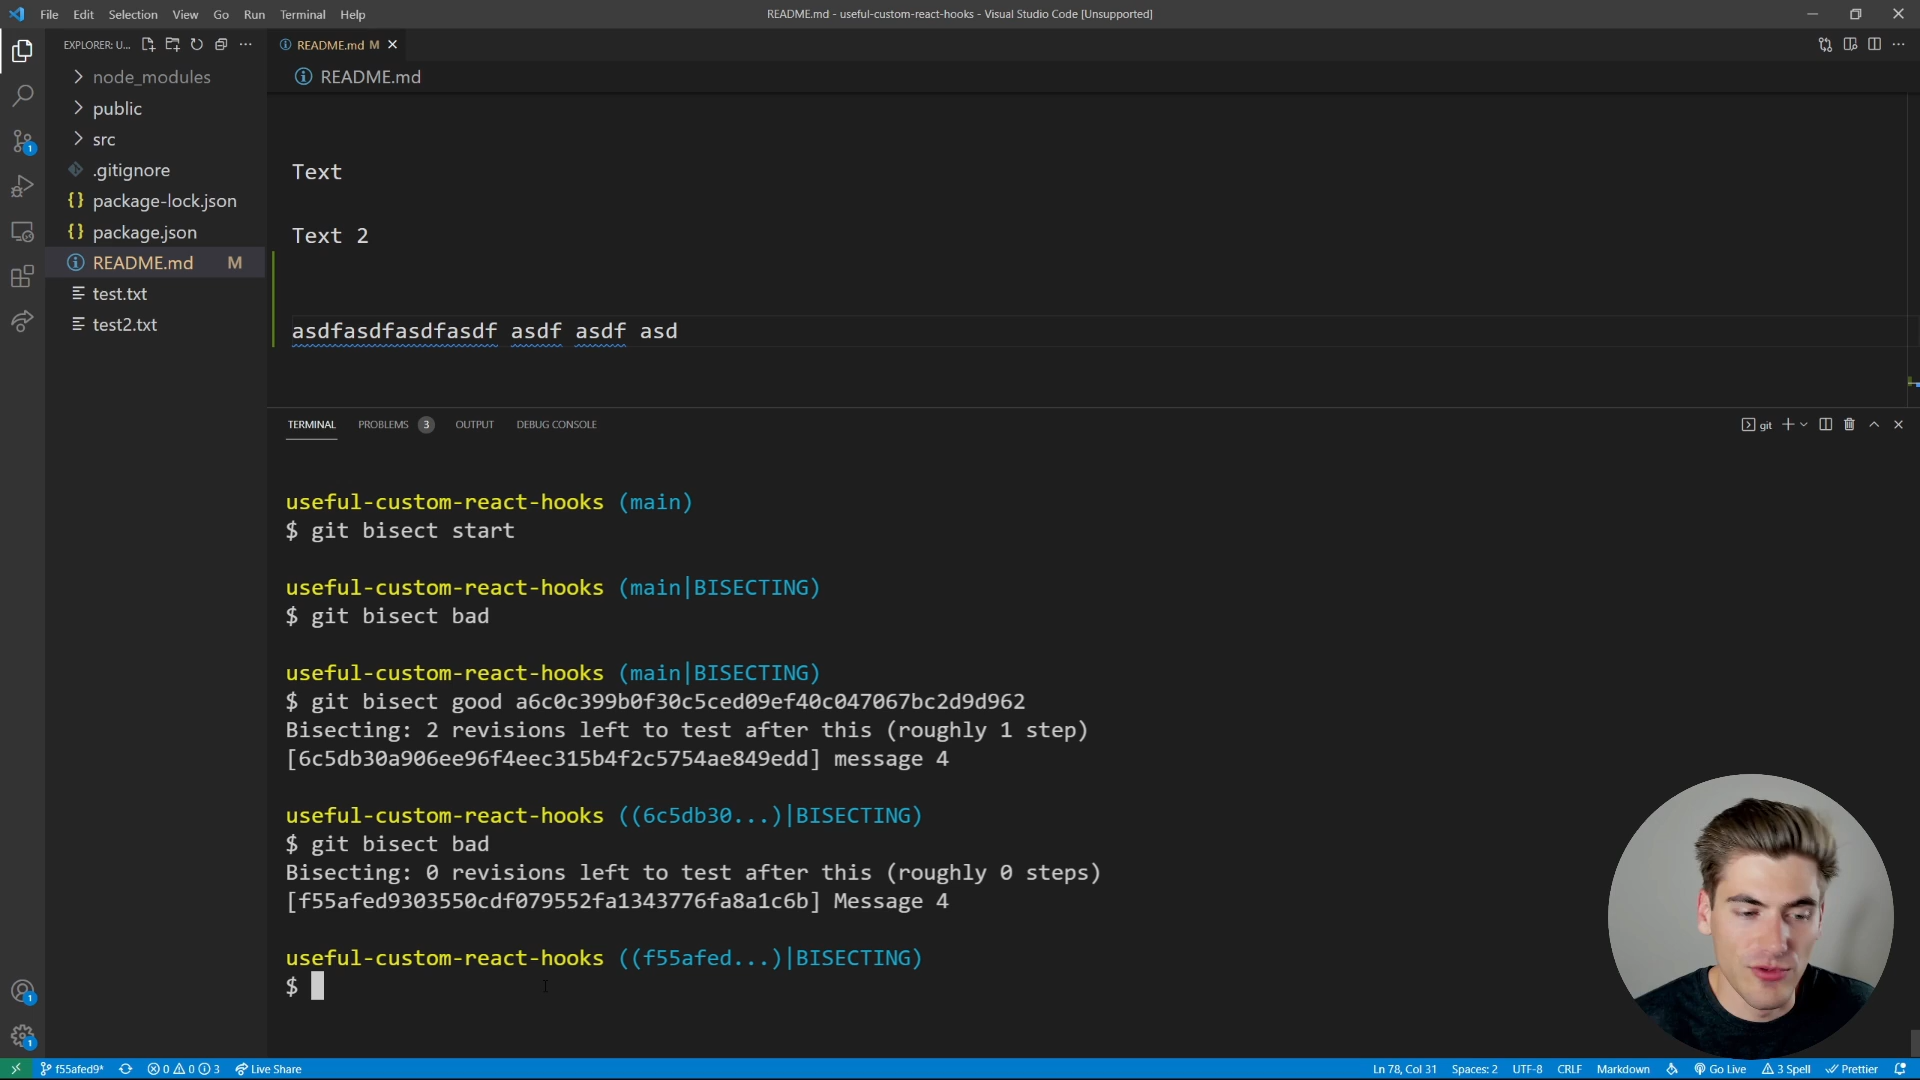 File Edit Selection View Go Run Terminal Help
README.md - useful-custom-react-hooks - Visual Studio Code [Unsupported]
EXPLORER: U...
README.md M
node_modules
README.md
public
src
.gitignore
package-lock.json
package.json
README.md M
test.txt
test2.txt
Text
Text 2
asdfasdfasdfasdf asdf asdf asd
TERMINAL PROBLEMS 3 OUTPUT DEBUG CONSOLE
git
useful-custom-react-hooks (main)
$ git bisect start
useful-custom-react-hooks (main|BISECTING)
$ git bisect bad
useful-custom-react-hooks (main|BISECTING)
$ git bisect good a6c0c399b0f30c5ced09ef40c047067bc2d9d962
Bisecting: 2 revisions left to test after this (roughly 1 step)
[6c5db30a906ee96f4eec315b4f2c5754ae849edd] message 4
useful-custom-react-hooks ((6c5db30...)|BISECTING)
$ git bisect bad
Bisecting: 0 revisions left to test after this (roughly 0 steps)
[f55afed9303550cdf079552fa1343776fa8a1c6b] Message 4
useful-custom-react-hooks ((f55afed...)|BISECTING)
$
1
1
1
f55afed9* 0 0 3 Live Share
Ln 78, Col 31 Spaces: 2 UTF-8 CRLF Markdown Go Live 3 Spell Prettier